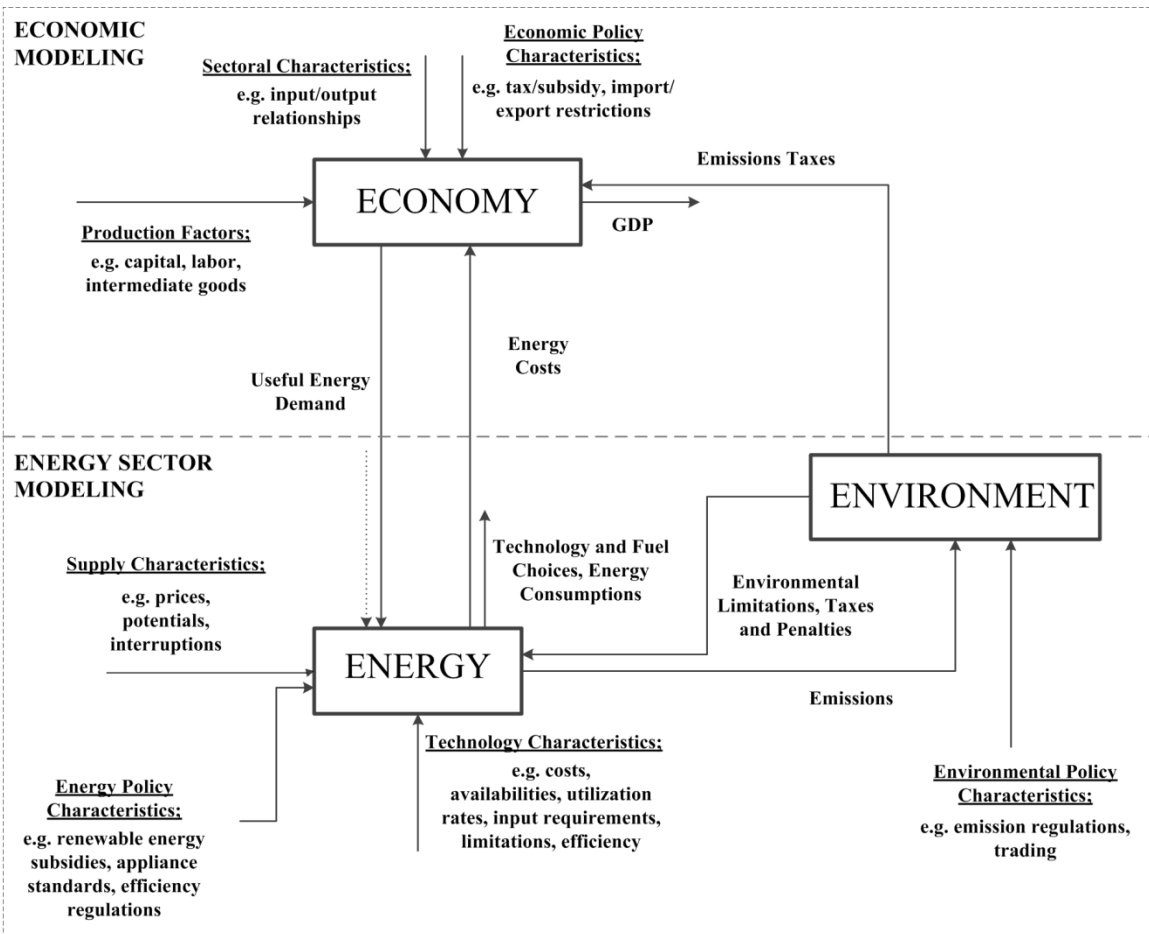 ECONOMIC
MODELING
Sectoral Characteristics;
e.g. input/output
relationships
Economic Policy
Characteristics;
e.g. tax/subsidy, import/
export restrictions
Emissions Taxes
ECONOMY
GDP
Production Factors;
e.g. capital, labor,
intermediate goods
Energy
Costs
Useful Energy
Demand
ENERGY SECTOR
MODELING
ENVIRONMENT
Supply Characteristics;
e.g. prices,
potentials,
interruptions
Technology and Fuel
Choices, Energy
Consumptions
Environmental
Limitations, Taxes
and Penalties
ENERGY
Emissions
Energy Policy
Characteristics;
e.g. renewable energy
subsidies, appliance
standards, efficiency
regulations
Technology Characteristics;
e.g. costs,
availabilities, utilization
rates, input requirements,
limitations, efficiency
Environmental Policy
Characteristics;
e.g. emission regulations,
trading